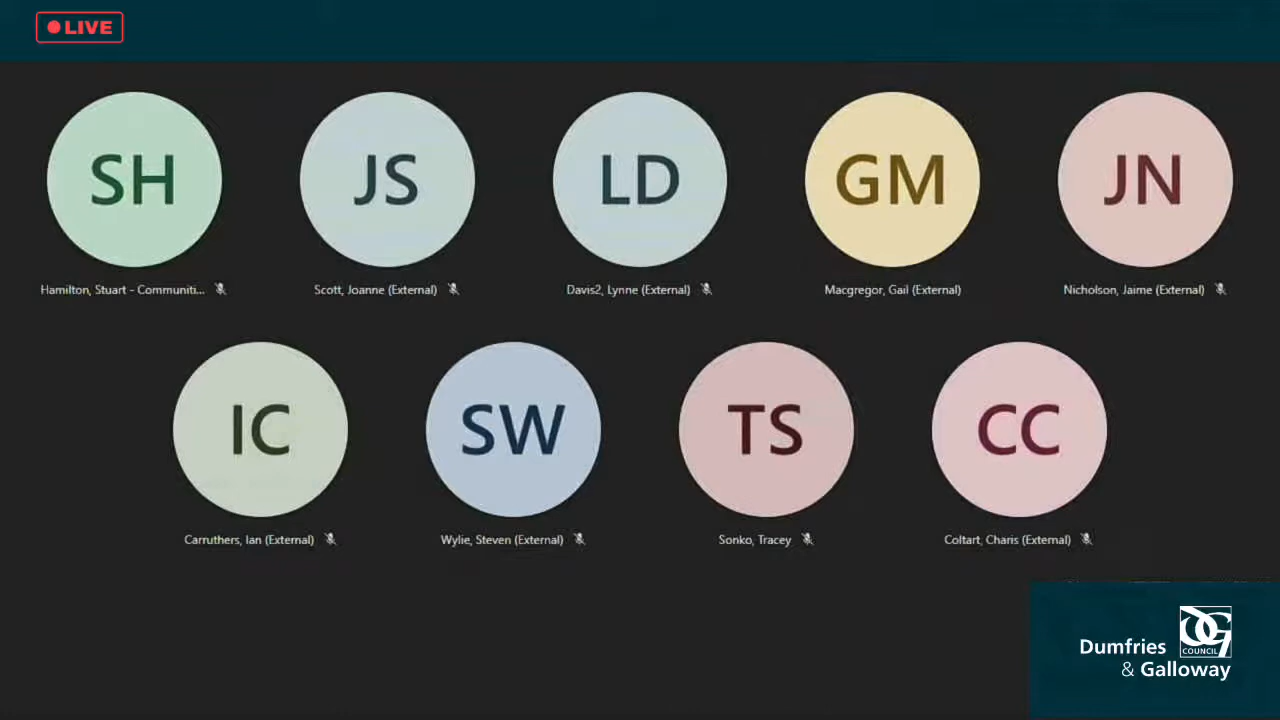 LIVE
SH
JS
LD
GM
JN
Hamilton, Stuart - Communiti...
Scott, Joanne (External)
Davis2, Lynne (External)
Macgregor, Gail (External)
Nicholson, Jaime (External)
IC
SW
TS
CC
Carruthers, Ian (External)
Wylie, Steven (External)
Sonko, Tracey
Coltart, Charis (External)
Dumfries
& Galloway
DG
COUNCIL